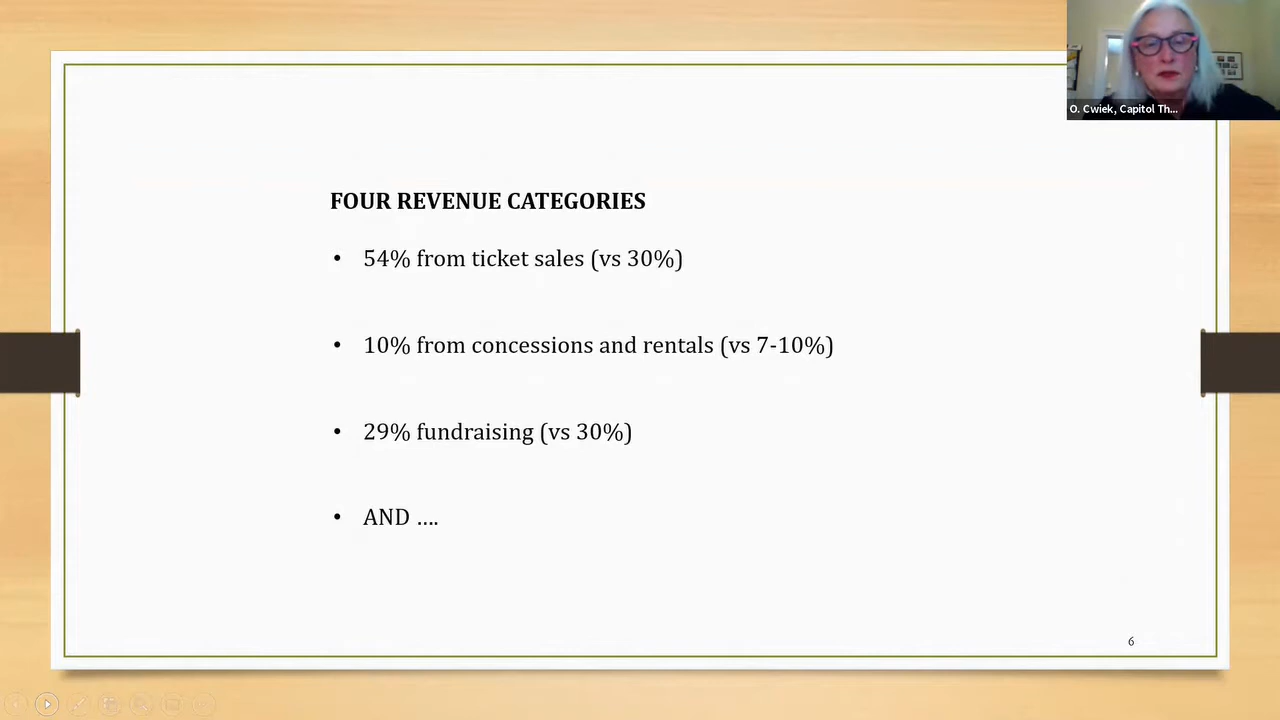 O. Cwiek, Capitol Th...
FOUR REVENUE CATEGORIES
• 54% from ticket sales (vs 30%)
• 10% from concessions and rentals (vs 7-10%)
• 29% fundraising (vs 30%)
• AND ....
6